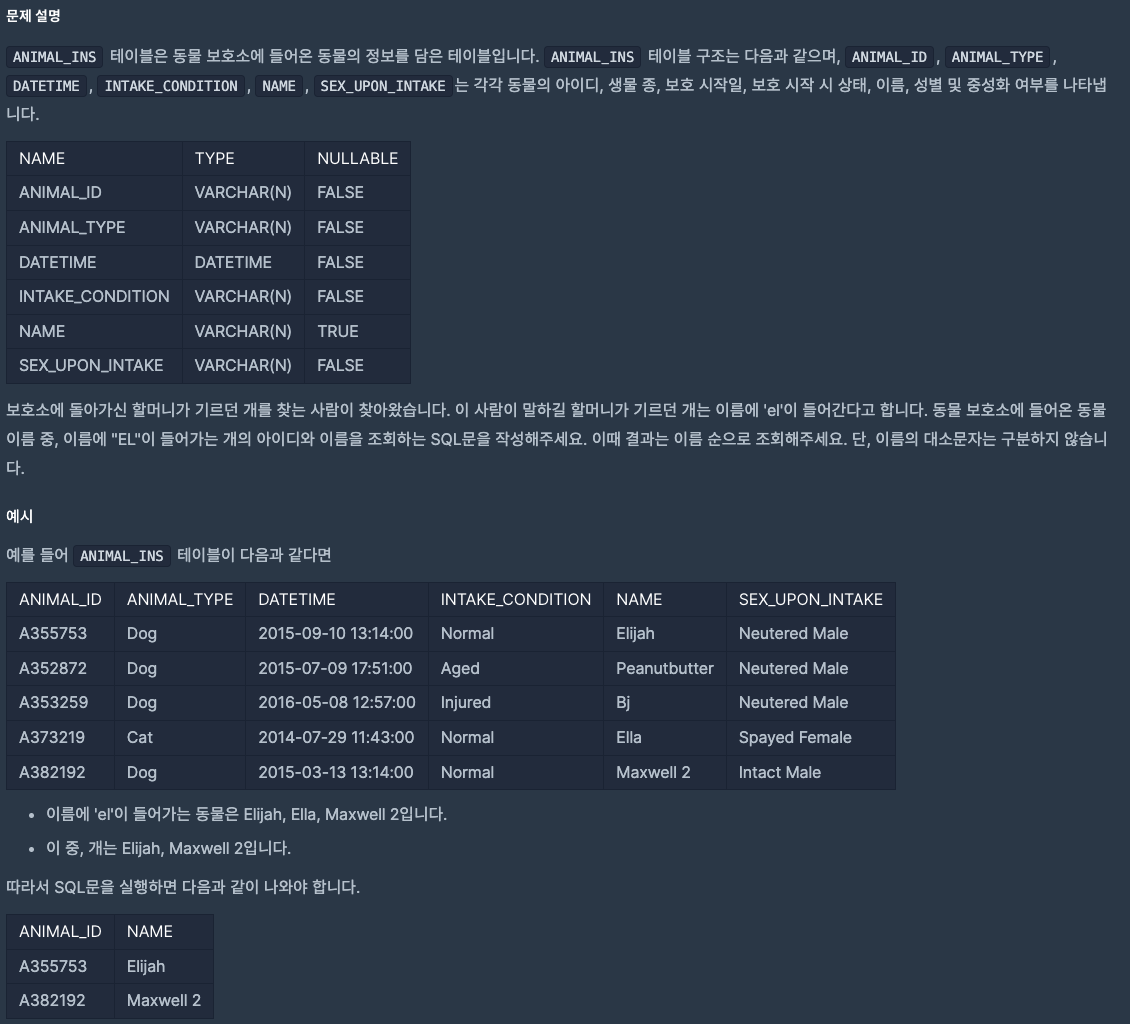 문제 설명
ANIMAL_INS 테이블은 동물 보호소에 들어온 동물의 정보를 담은 테이블입니다. ANIMAL_INS 테이블 구조는 다음과 같으며, ANIMAL_ID, ANIMAL_TYPE,
DATETIME, INTAKE_CONDITION, NAME, SEX_UPON_INTAKE는 각각 동물의 아이디, 생물 종, 보호 시작일, 보호 시작 시 상태, 이름, 성별 및 중성화 여부를 나타냅
니다.
NAME TYPE NULLABLE
ANIMAL_ID VARCHAR(N) FALSE
ANIMAL_TYPE VARCHAR(N) FALSE
DATETIME DATETIME FALSE
INTAKE_CONDITION VARCHAR(N) FALSE
NAME VARCHAR(N) TRUE
SEX_UPON_INTAKE VARCHAR(N) FALSE
보호소에 돌아가신 할머니가 기르던 개를 찾는 사람이 찾아왔습니다. 이 사람이 말하길 할머니가 기르던 개는 이름에 'el'이 들어간다고 합니다. 동물 보호소에 들어온 동물
이름 중, 이름에 "EL"이 들어가는 개의 아이디와 이름을 조회하는 SQL문을 작성해주세요. 이때 결과는 이름 순으로 조회해주세요. 단, 이름의 대소문자는 구분하지 않습니
다.
예시
예를 들어 ANIMAL_INS 테이블이 다음과 같다면
ANIMAL_ID ANIMAL_TYPE DATETIME INTAKE_CONDITION NAME SEX_UPON_INTAKE
A355753 Dog 2015-09-10 13:14:00 Normal Elijah Neutered Male
A352872 Dog 2015-07-09 17:51:00 Aged Peanutbutter Neutered Male
A353259 Dog 2016-05-08 12:57:00 Injured Bj Neutered Male
A373219 Cat 2014-07-29 11:43:00 Normal Ella Spayed Female
A382192 Dog 2015-03-13 13:14:00 Normal Maxwell 2 Intact Male
• 이름에 'el'이 들어가는 동물은 Elijah, Ella, Maxwell 2입니다.
• 이 중, 개는 Elijah, Maxwell 2입니다.
따라서 SQL문을 실행하면 다음과 같이 나와야 합니다.
ANIMAL_ID NAME
A355753 Elijah
A382192 Maxwell 2